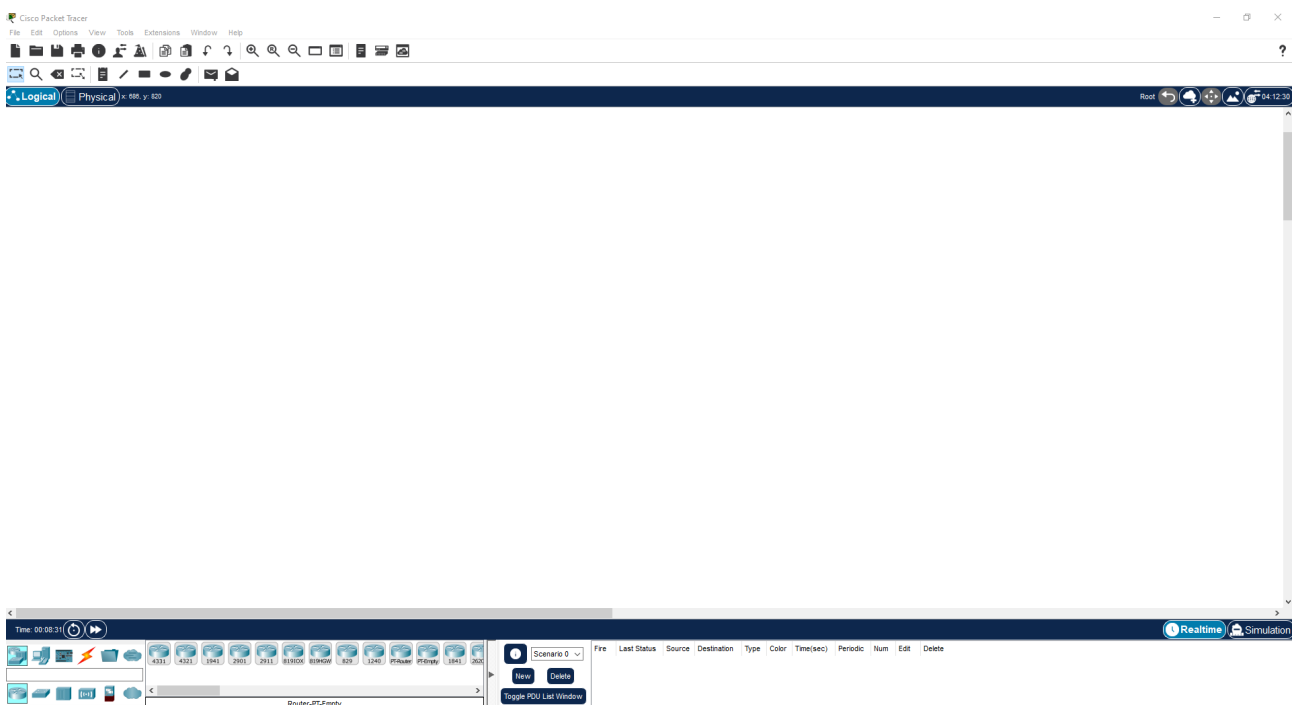 Cisco Packet Tracer
File Edit Options View Tools Extensions Window Help
?
Logical Physical x: 686, y: 820 Root 04:12:30
Time: 00:08:31 Realtime Simulation
4331 4321 1941 2901 2911 819IOX 819HGW 829 1240 PT-Router PT-Empty 1841 262
Scenario 0 Fire Last Status Source Destination Type Color Time(sec) Periodic Num Edit Delete
New Delete
Toggle PDU List Window
Router-PT-Empty